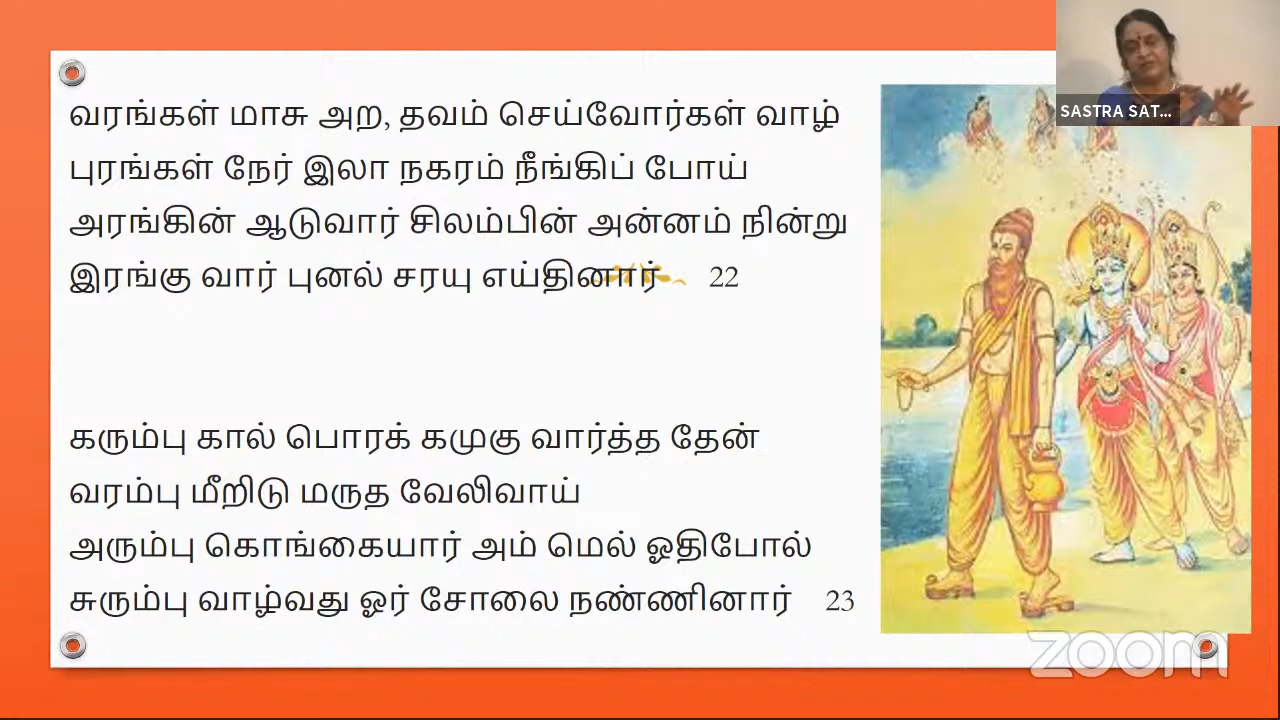 SASTRA SAT...
வரங்கள் மாசு அற, தவம் செய்வோர்கள் வாழ்
புரங்கள் நேர் இலா நகரம் நீங்கிப் போய்
அரங்கின் ஆடுவார் சிலம்பின் அன்னம் நின்று
இரங்கு வார் புனல் சரயு எய்தினார் 22
கரும்பு கால் பொரக் கமுகு வார்த்த தேன்
வரம்பு மீறிடு மருத வேலிவாய்
அரும்பு கொங்கையார் அம் மெல் ஓதிபோல்
சுரும்பு வாழ்வது ஓர் சோலை நண்ணினார் 23
zoom